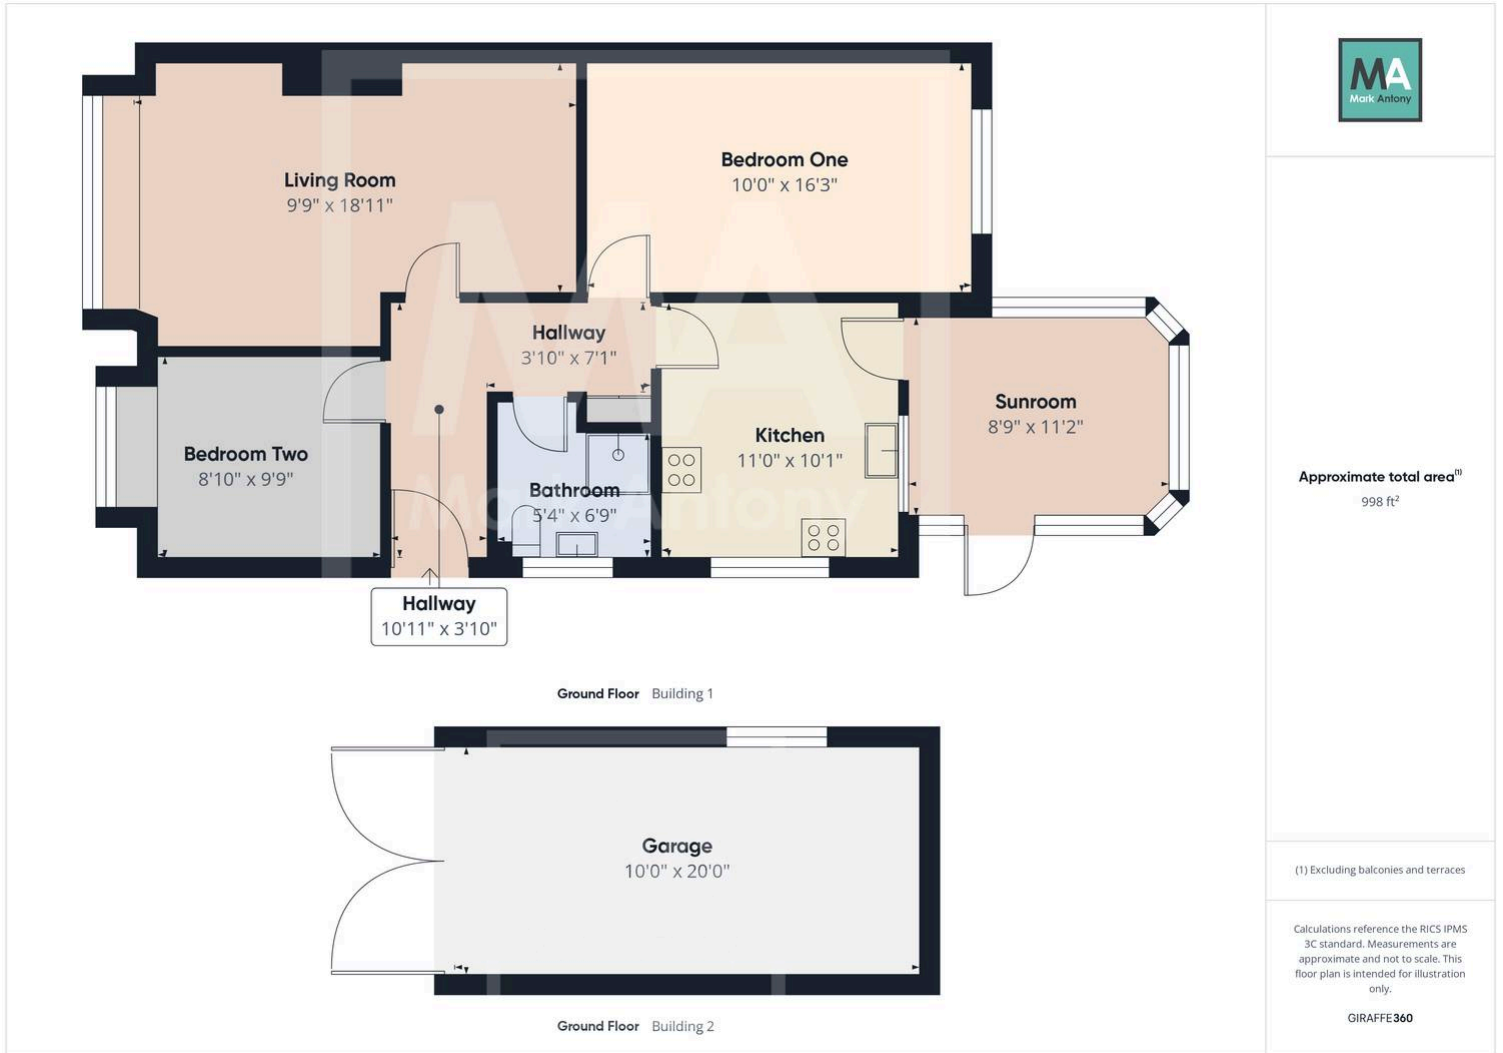 Living Room
9'9" x 18'11"
Bedroom One
10'0" x 16'3"
Hallway
3'10" x 7'1"
Bedroom Two
8'10" x 9'9"
Bathroom
5'4" x 6'9"
Kitchen
11'0" x 10'1"
Sunroom
8'9" x 11'2"
Hallway
10'11" x 3'10"
MA
Mark Antony
Ground Floor Building 1
Garage
10'0" x 20'0"
Ground Floor Building 2
MA
Mark Antony
Approximate total area⁽¹⁾
998 ft²
(1) Excluding balconies and terraces
Calculations reference the RICS IPMS
3C standard. Measurements are
approximate and not to scale. This
floor plan is intended for illustration
only.
GIRAFFE360